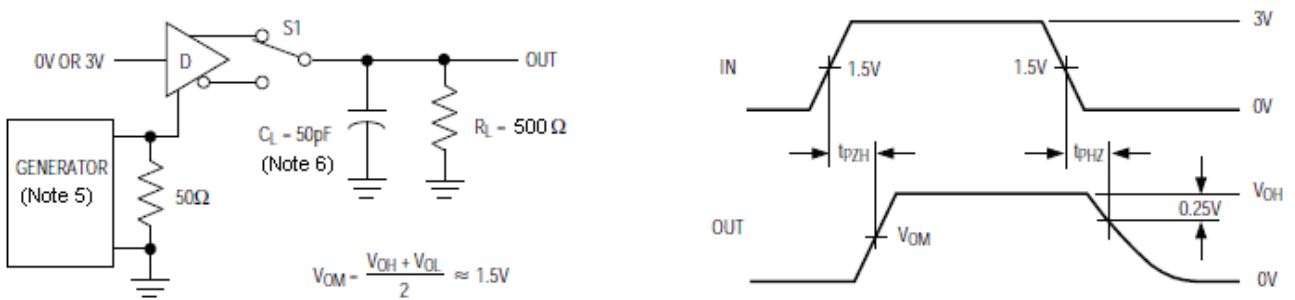 S1
0V OR 3V
D
OUT
C_L = 50pF
(Note 6)
R_L = 500 Ω
GENERATOR
(Note 5)
50Ω
V_OM = (V_OH + V_OL) / 2 ≈ 1.5V
3V
IN
1.5V
1.5V
0V
t_PZH
t_PHZ
V_OH
0.25V
OUT
V_OM
0V